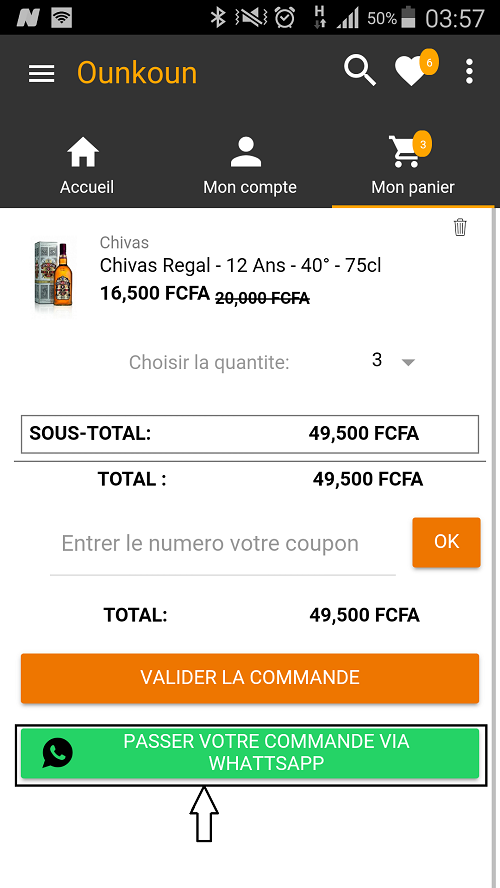 50% 03:57
H
Ounkoun
6
3
Accueil Mon compte Mon panier
Chivas
Chivas Regal - 12 Ans - 40° - 75cl
16,500 FCFA 20,000 FCFA
Choisir la quantite: 3
SOUS-TOTAL: 49,500 FCFA
TOTAL : 49,500 FCFA
Entrer le numero votre coupon OK
TOTAL: 49,500 FCFA
VALIDER LA COMMANDE
PASSER VOTRE COMMANDE VIA
WHATTSAPP